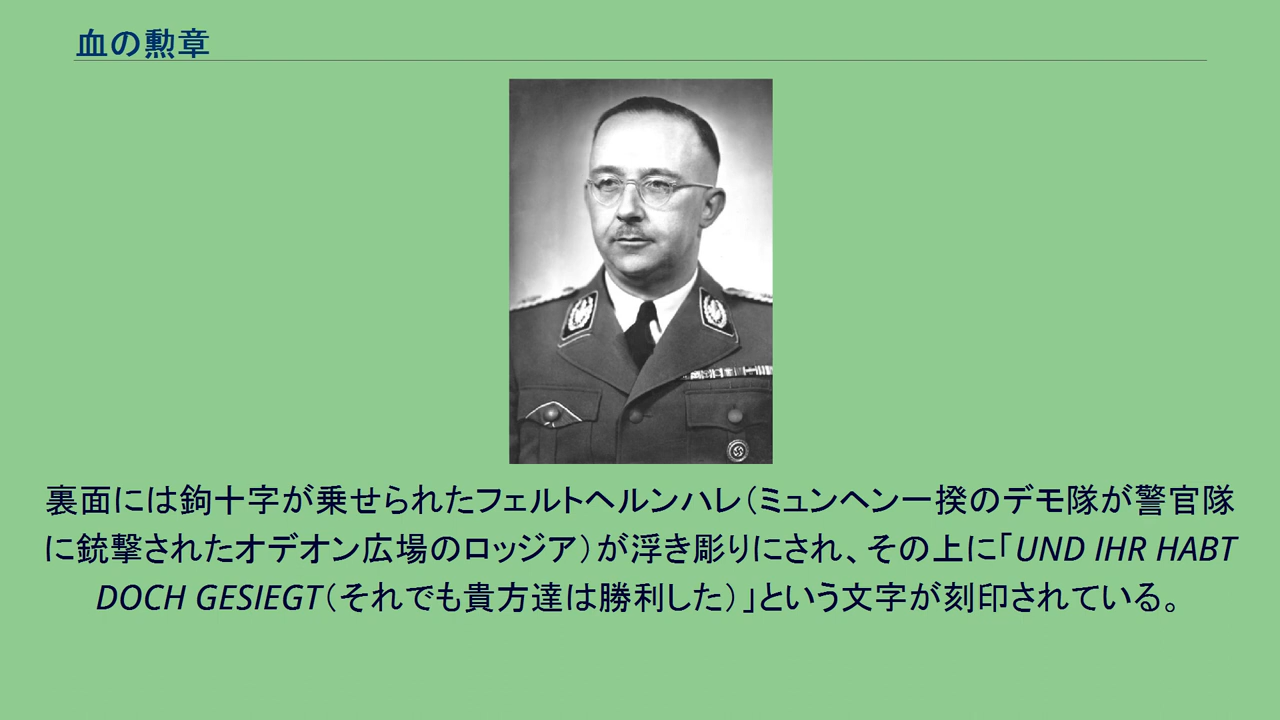 血の勲章
裏面には鉤十字が乗せられたフェルトヘルンハレ（ミュンヘン一揆のデモ隊が警官隊
に銃撃されたオデオン広場のロッジア）が浮き彫りにされ、その上に「UND IHR HABT
DOCH GESIEGT（それでも貴方達は勝利した）」という文字が刻印されている。